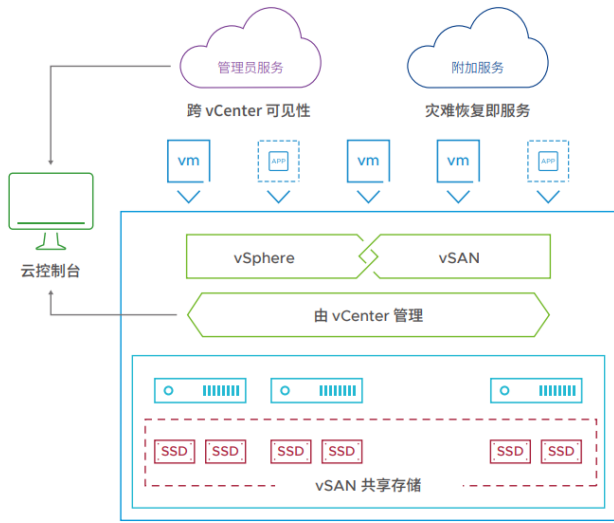 管理员服务
附加服务
跨 vCenter 可见性
灾难恢复即服务
vm
APP
vm
vm
APP
云控制台
vSphere
vSAN
由 vCenter 管理
SSD
SSD
SSD
SSD
SSD
SSD
vSAN 共享存储